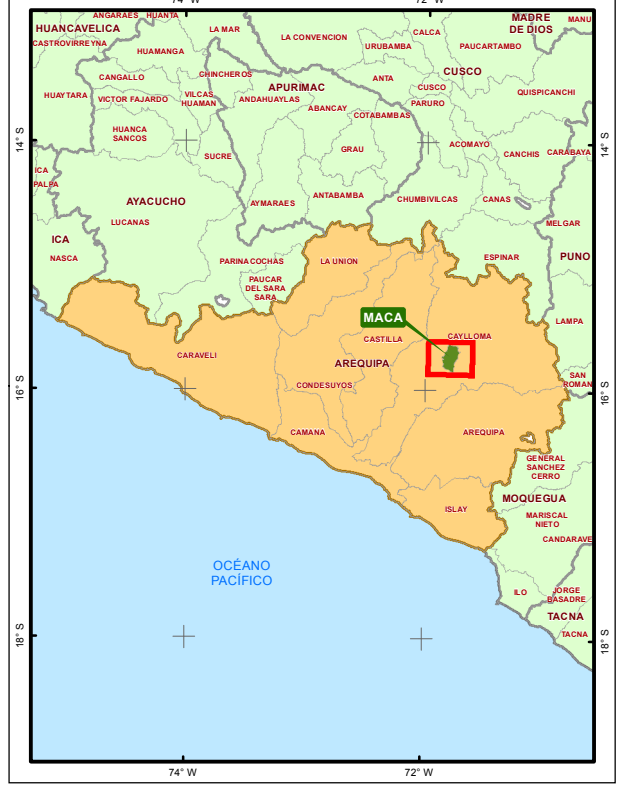 74° W
72° W
ANGARAES
HUANTA
HUANCAVELICA
CASTROVIRREYNA
LA MAR
LA CONVENCION
CALCA
URUBAMBA
PAUCARTAMBO
MADRE
DE DIOS
MANU
HUAMANGA
CANGALLO
CHINCHEROS
HUAYTARA
VICTOR FAJARDO
VILCAS
HUAMAN
ANDAHUAYLAS
APURIMAC
ABANCAY
ANTA
CUSCO
CUSCO
PARURO
QUISPICANCHI
COTABAMBAS
HUANCA
SANCOS
14° S
GRAU
ACOMAYO
CANCHIS
CARABAYA
14° S
SUCRE
ICA
PALPA
AYACUCHO
LUCANAS
AYMARAES
ANTABAMBA
CHUMBIVILCAS
CANAS
MELGAR
ICA
NASCA
PARINACOCHAS
PAUCAR
DEL SARA
SARA
LA UNION
ESPINAR
PUNO
MACA
CASTILLA
CAYLLOMA
LAMPA
CARAVELI
AREQUIPA
CONDESUYOS
SAN
ROMAN
16° S
16° S
CAMANA
AREQUIPA
GENERAL
SANCHEZ
CERRO
MOQUEGUA
MARISCAL
NIETO
ISLAY
CANDARAVE
OCÉANO
PACÍFICO
ILO
JORGE
BASADRE
TACNA
TACNA
18° S
18° S
74° W
72° W